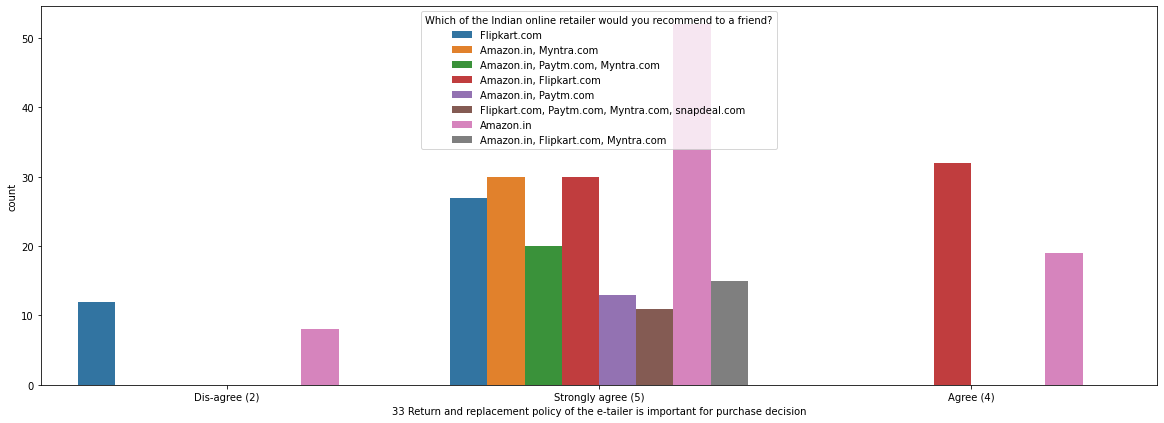 Which of the Indian online retailer would you recommend to a friend?
Flipkart.com
Amazon.in, Myntra.com
Amazon.in, Paytm.com, Myntra.com
Amazon.in, Flipkart.com
Amazon.in, Paytm.com
Flipkart.com, Paytm.com, Myntra.com, snapdeal.com
Amazon.in
Amazon.in, Flipkart.com, Myntra.com
50
40
30
20
10
0
count
Dis-agree (2)
Strongly agree (5)
Agree (4)
33 Return and replacement policy of the e-tailer is important for purchase decision